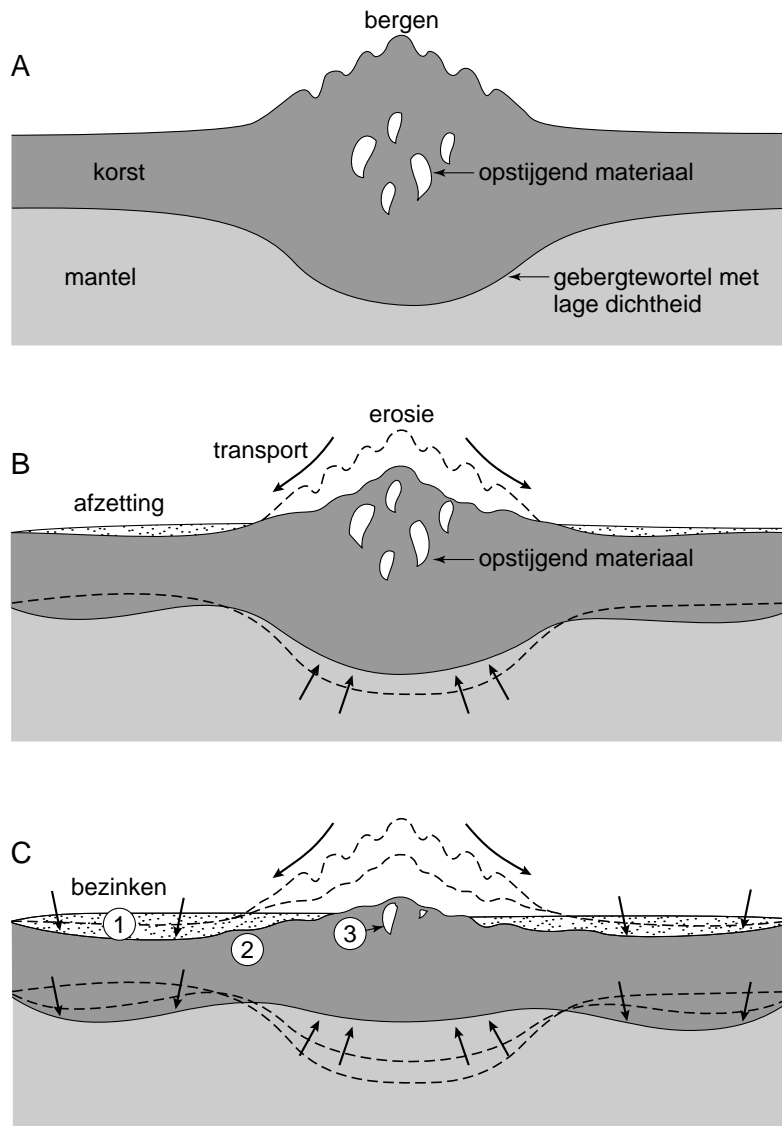 bergen
A
korst
opstijgend materiaal
mantel
gebergtewortel met
lage dichtheid
erosie
transport
B
afzetting
opstijgend materiaal
C
bezinken
1
2
3